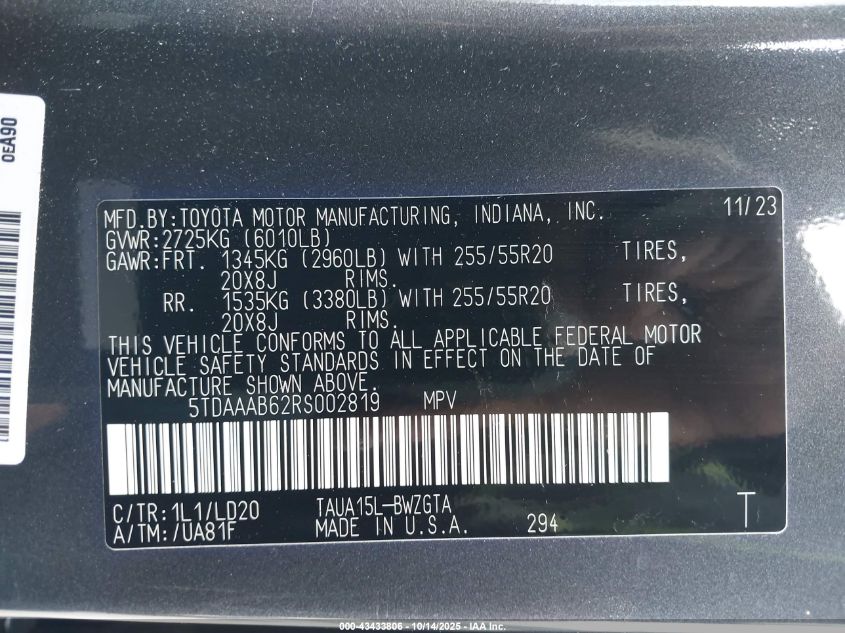 0EA90
MFD.BY:TOYOTA MOTOR MANUFACTURING, INDIANA, INC. 11/23
GVWR:2725KG (6010LB)
GAWR:FRT. 1345KG (2960LB) WITH 255/55R20 TIRES,
20X8J RIMS.
RR. 1535KG (3380LB) WITH 255/55R20 TIRES,
20X8J RIMS.
THIS VEHICLE CONFORMS TO ALL APPLICABLE FEDERAL MOTOR
VEHICLE SAFETY STANDARDS IN EFFECT ON THE DATE OF
MANUFACTURE SHOWN ABOVE.
5TDAAAB62RS002819 MPV
C/TR:1L1/LD20 TAUA15L-BWZGTA
A/TM:/UA81F MADE IN U.S.A. 294 T
000-43433806 - 10/14/2025 - IAA Inc.